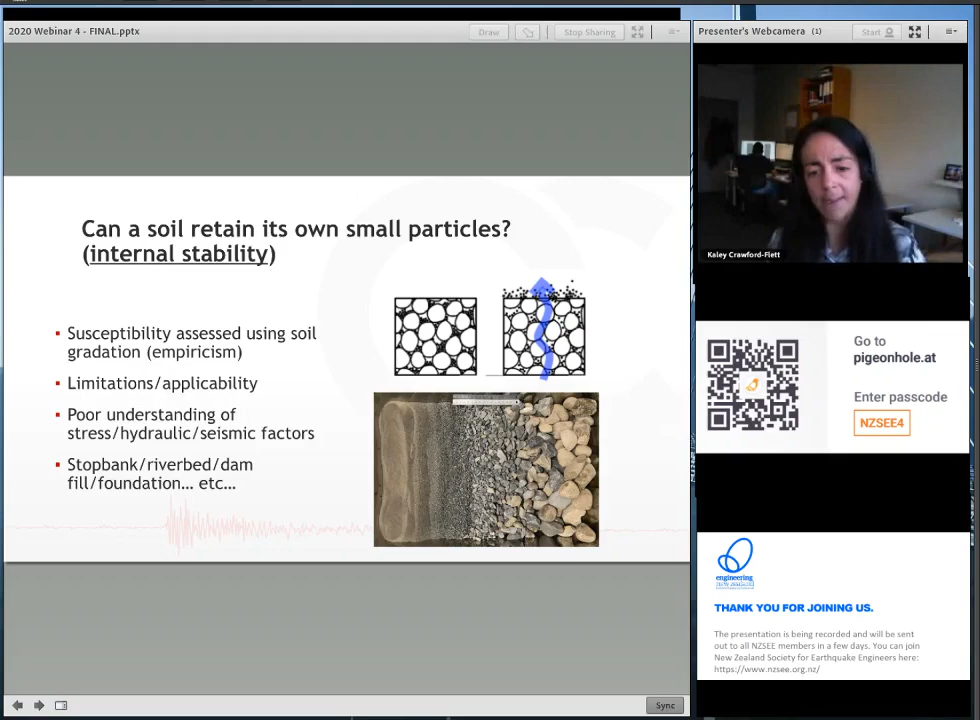 2020 Webinar 4 - FINAL.pptx
Draw
Stop Sharing
Can a soil retain its own small particles?
(internal stability)
▪ Susceptibility assessed using soil
gradation (empiricism)
▪ Limitations/applicability
▪ Poor understanding of
stress/hydraulic/seismic factors
▪ Stopbank/riverbed/dam
fill/foundation... etc...
Sync
Presenter's Webcamera (1)
Start
Kaley Crawford-Flett
Go to
pigeonhole.at
Enter passcode
NZSEE4
engineering
THANK YOU FOR JOINING US.
The presentation is being recorded and will be sent
out to all NZSEE members in a few days. You can join
New Zealand Society for Earthquake Engineers here:
https://www.nzsee.org.nz/